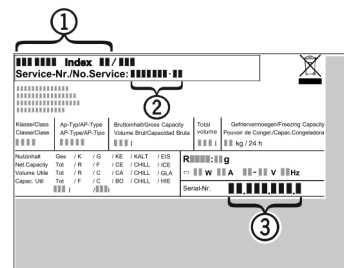 1
Index /
Service-Nr./No.Service: -
2
Klasse/Class Ap-Typ/AP-Type Bruttoinhalt/Gross Capacity Total Gefriervermoegen/Freezing Capacity
Classe/Clase AP-Type/AP-Tipo Volume Brut/Capacidad Bruta volume Pouvoir de Congel./Capac.Congeladora
l l kg / 24 h
Nutzinhalt Ges / K / G / KE / KALT / EIS
Net.Capacity Tot / R / F / CE / CHILL / ICE
Volume Utile Tot / R / C / CA / CHILL / GLA
Capac. Util Tot / F / C / BO / CHILL / HIE
l / l
R : g
W A - V Hz
Serial-Nr.
3